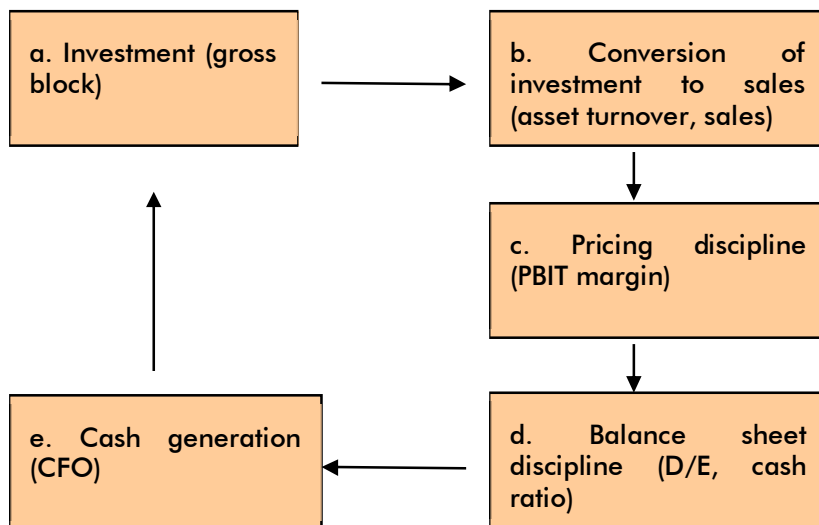 a. Investment (gross
block)
b. Conversion of
investment to sales
(asset turnover, sales)
c. Pricing discipline
(PBIT margin)
d. Balance sheet
discipline (D/E, cash
ratio)
e. Cash generation
(CFO)